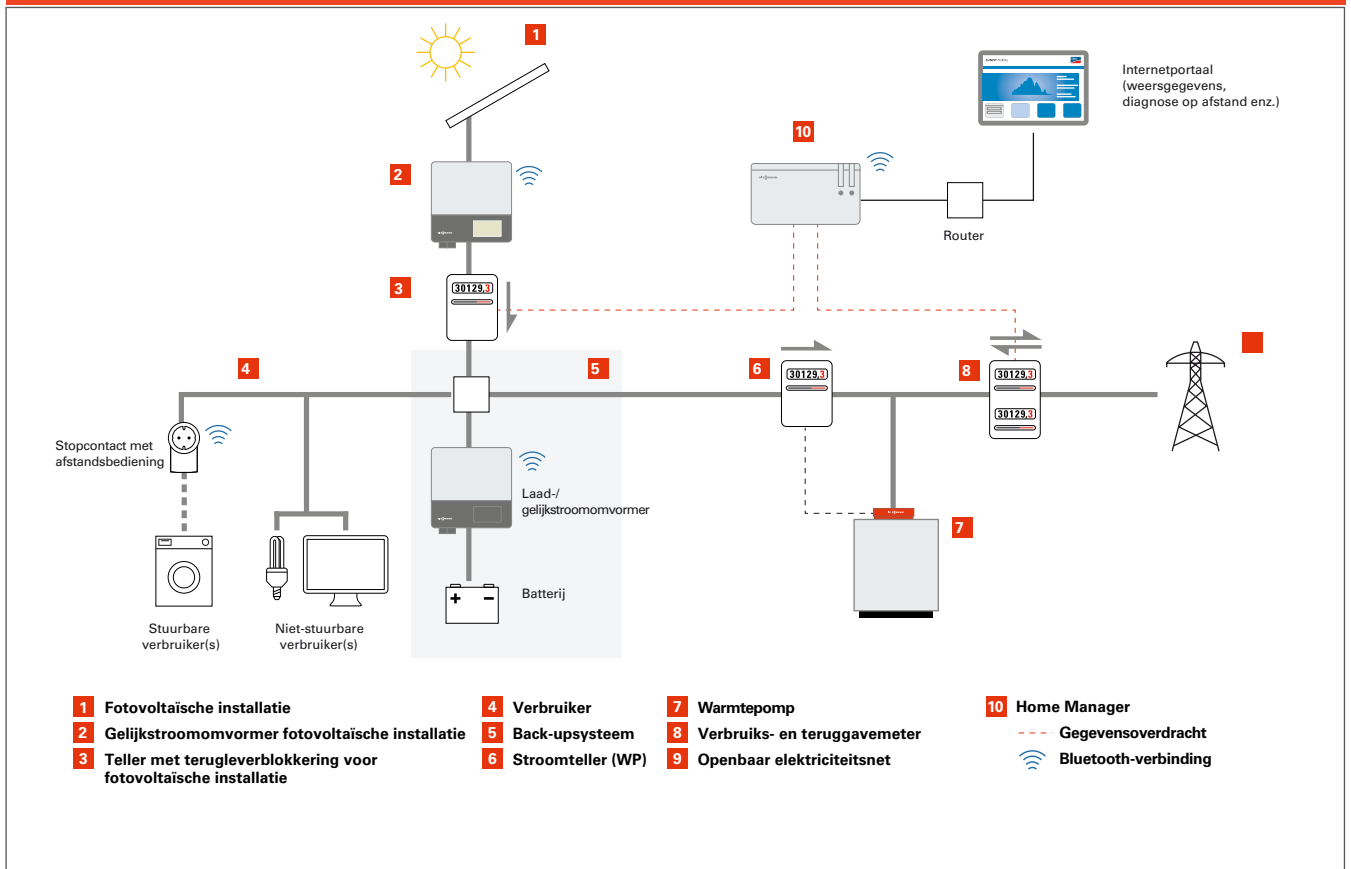 1
Internetportaal
(weersgegevens,
diagnose op afstand enz.)
10
2
Router
3
30129,3
4
5
6
30129,3
8
30129,3
30129,3
Stopcontact met
afstandsbediening
Laad-/
gelijkstroomomvormer
7
Batterij
+ −
Stuurbare
verbruiker(s)
Niet-stuurbare
verbruiker(s)
1 Fotovoltaïsche installatie
2 Gelijkstroomomvormer fotovoltaïsche installatie
3 Teller met terugleverblokkering voor
fotovoltaïsche installatie
4 Verbruiker
5 Back-upsysteem
6 Stroomteller (WP)
7 Warmtepomp
8 Verbruiks- en teruggavemeter
9 Openbaar elektriciteitsnet
10 Home Manager
Gegevensoverdracht
Bluetooth-verbinding